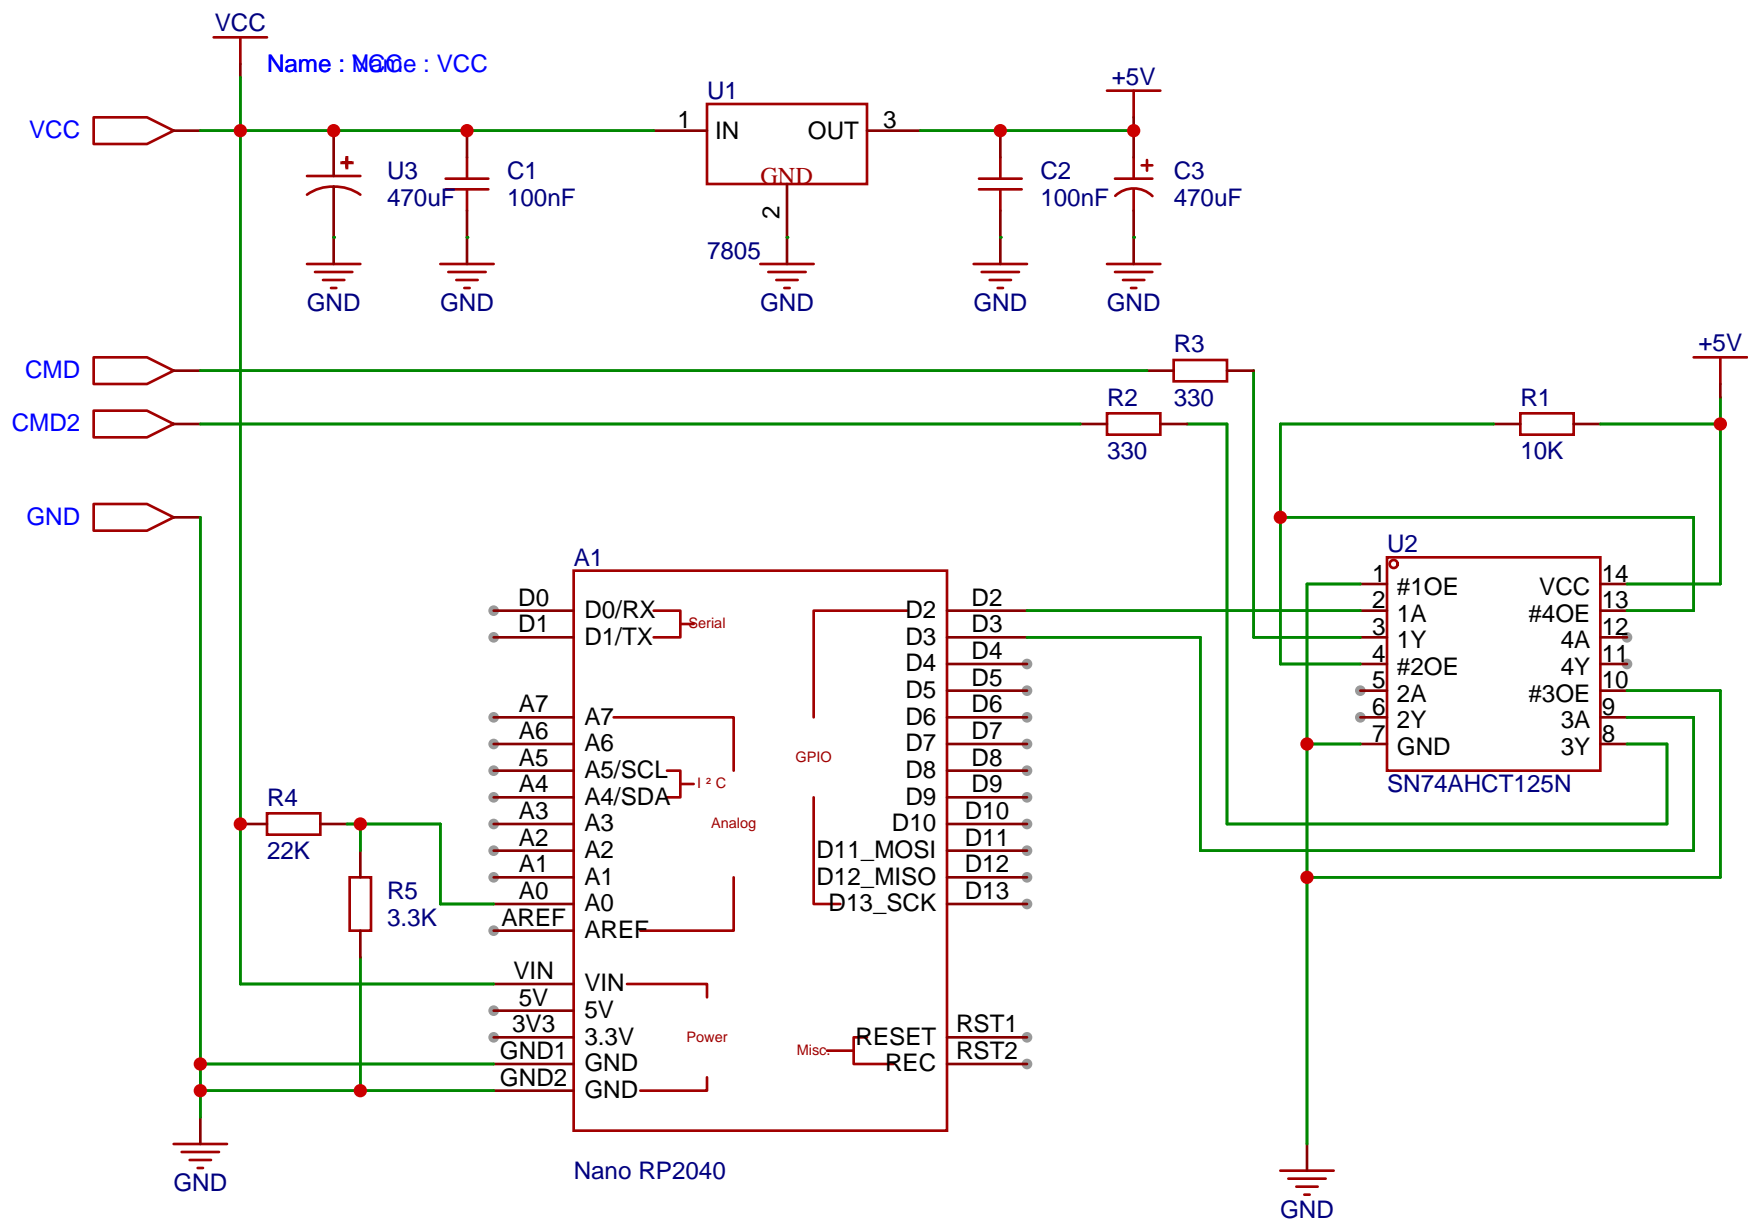 VCC
Name : VCC
Name : VCC
VCC
U3
470uF
GND
C1
100nF
GND
U1
1
IN
OUT
3
GND
2
7805
GND
+5V
C2
100nF
GND
C3
470uF
GND
CMD
R3
330
CMD2
R2
330
+5V
R1
10K
GND
U2
1
#1OE
2
1A
3
1Y
4
#2OE
5
2A
6
2Y
7
GND
VCC
14
#4OE
13
4A
12
4Y
11
#3OE
10
3A
9
3Y
8
SN74AHCT125N
GND
R4
22K
R5
3.3K
GND
A1
D0
D0/RX
D1
D1/TX
Serial
A7
A7
A6
A6
A5
A5/SCL
A4
A4/SDA
I ² C
A3
A3
A2
A2
A1
A1
A0
A0
AREF
AREF
Analog
VIN
VIN
5V
5V
3V3
3.3V
GND1
GND
GND2
GND
Power
D2
D2
D3
D3
D4
D4
D5
D5
D6
D6
D7
D7
D8
D8
D9
D9
D10
D10
D11_MOSI
D11
D12_MISO
D12
D13_SCK
D13
GPIO
RESET
RST1
REC
RST2
Misc.
Nano RP2040